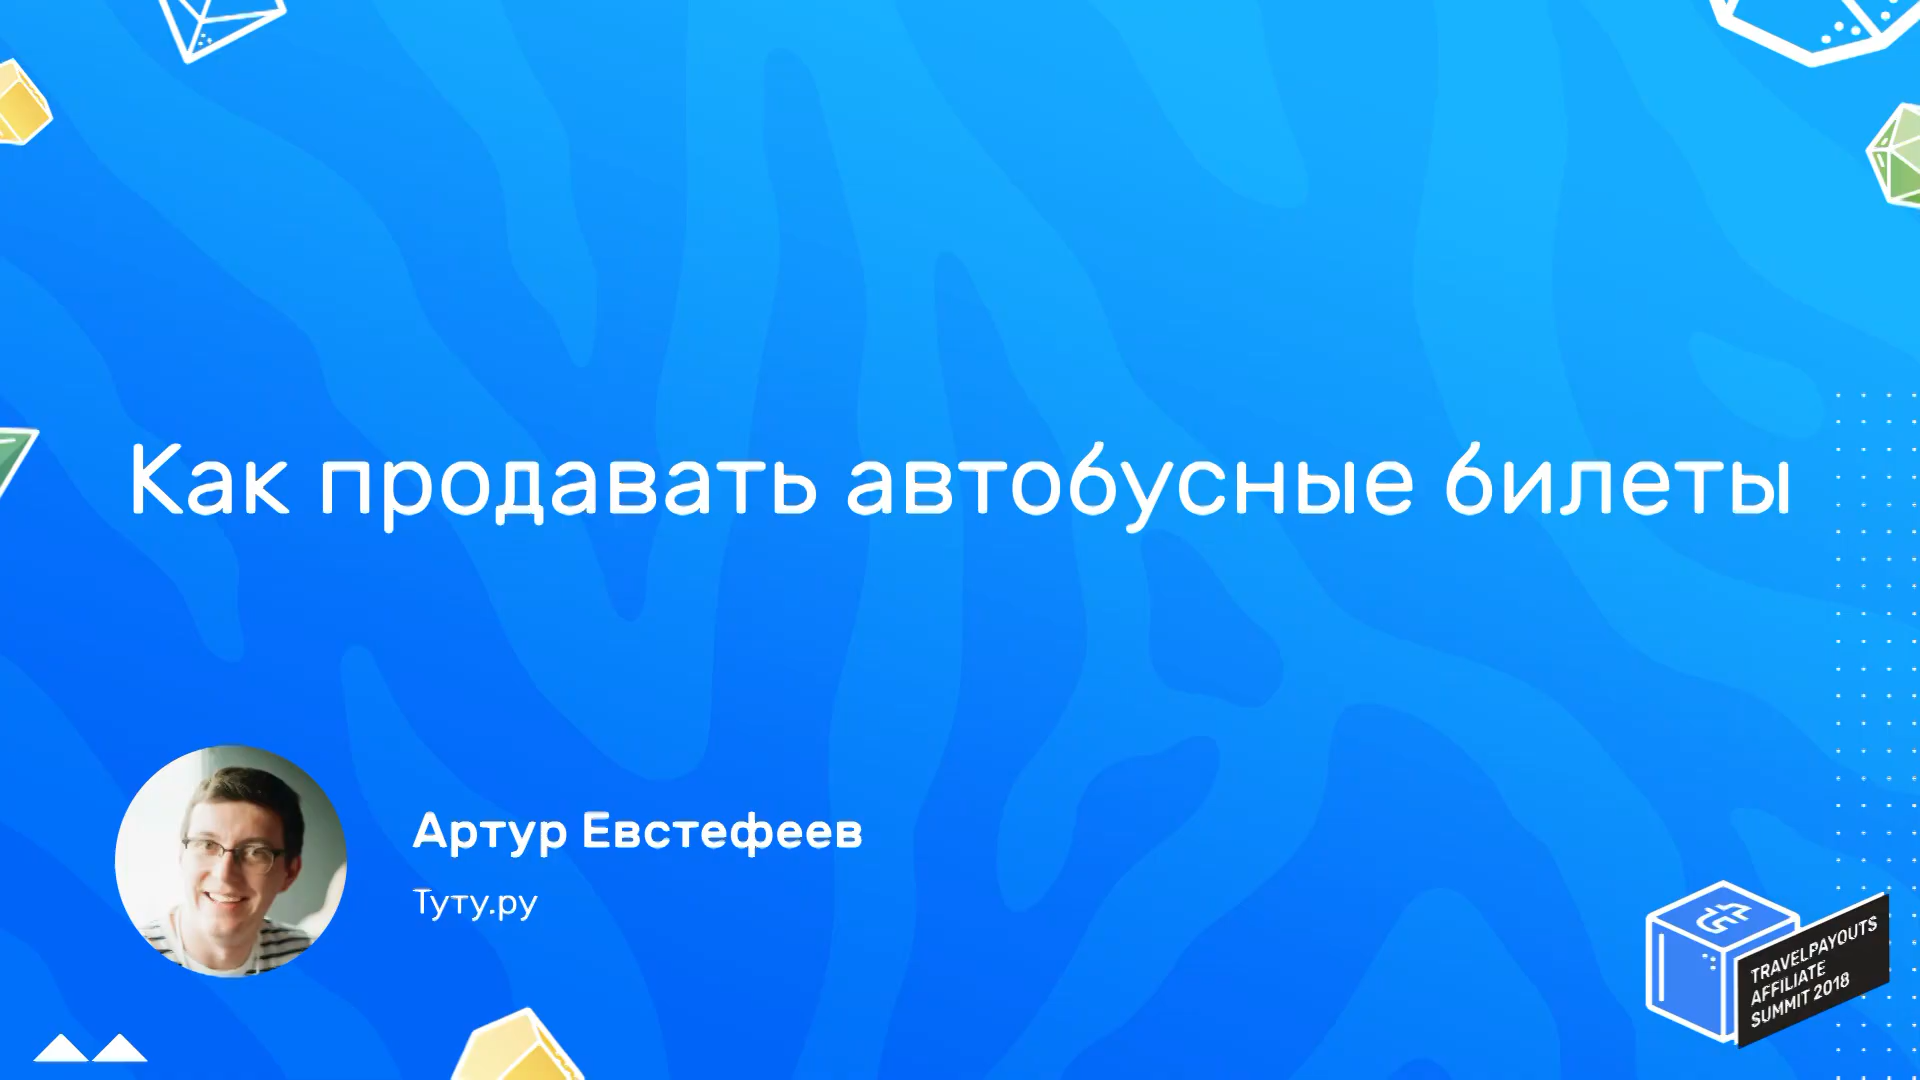 Как продавать автобусные билеты
Артур Евстефеев
Туту.ру
TRAVELPAYOUTS
AFFILIATE
SUMMIT 2018